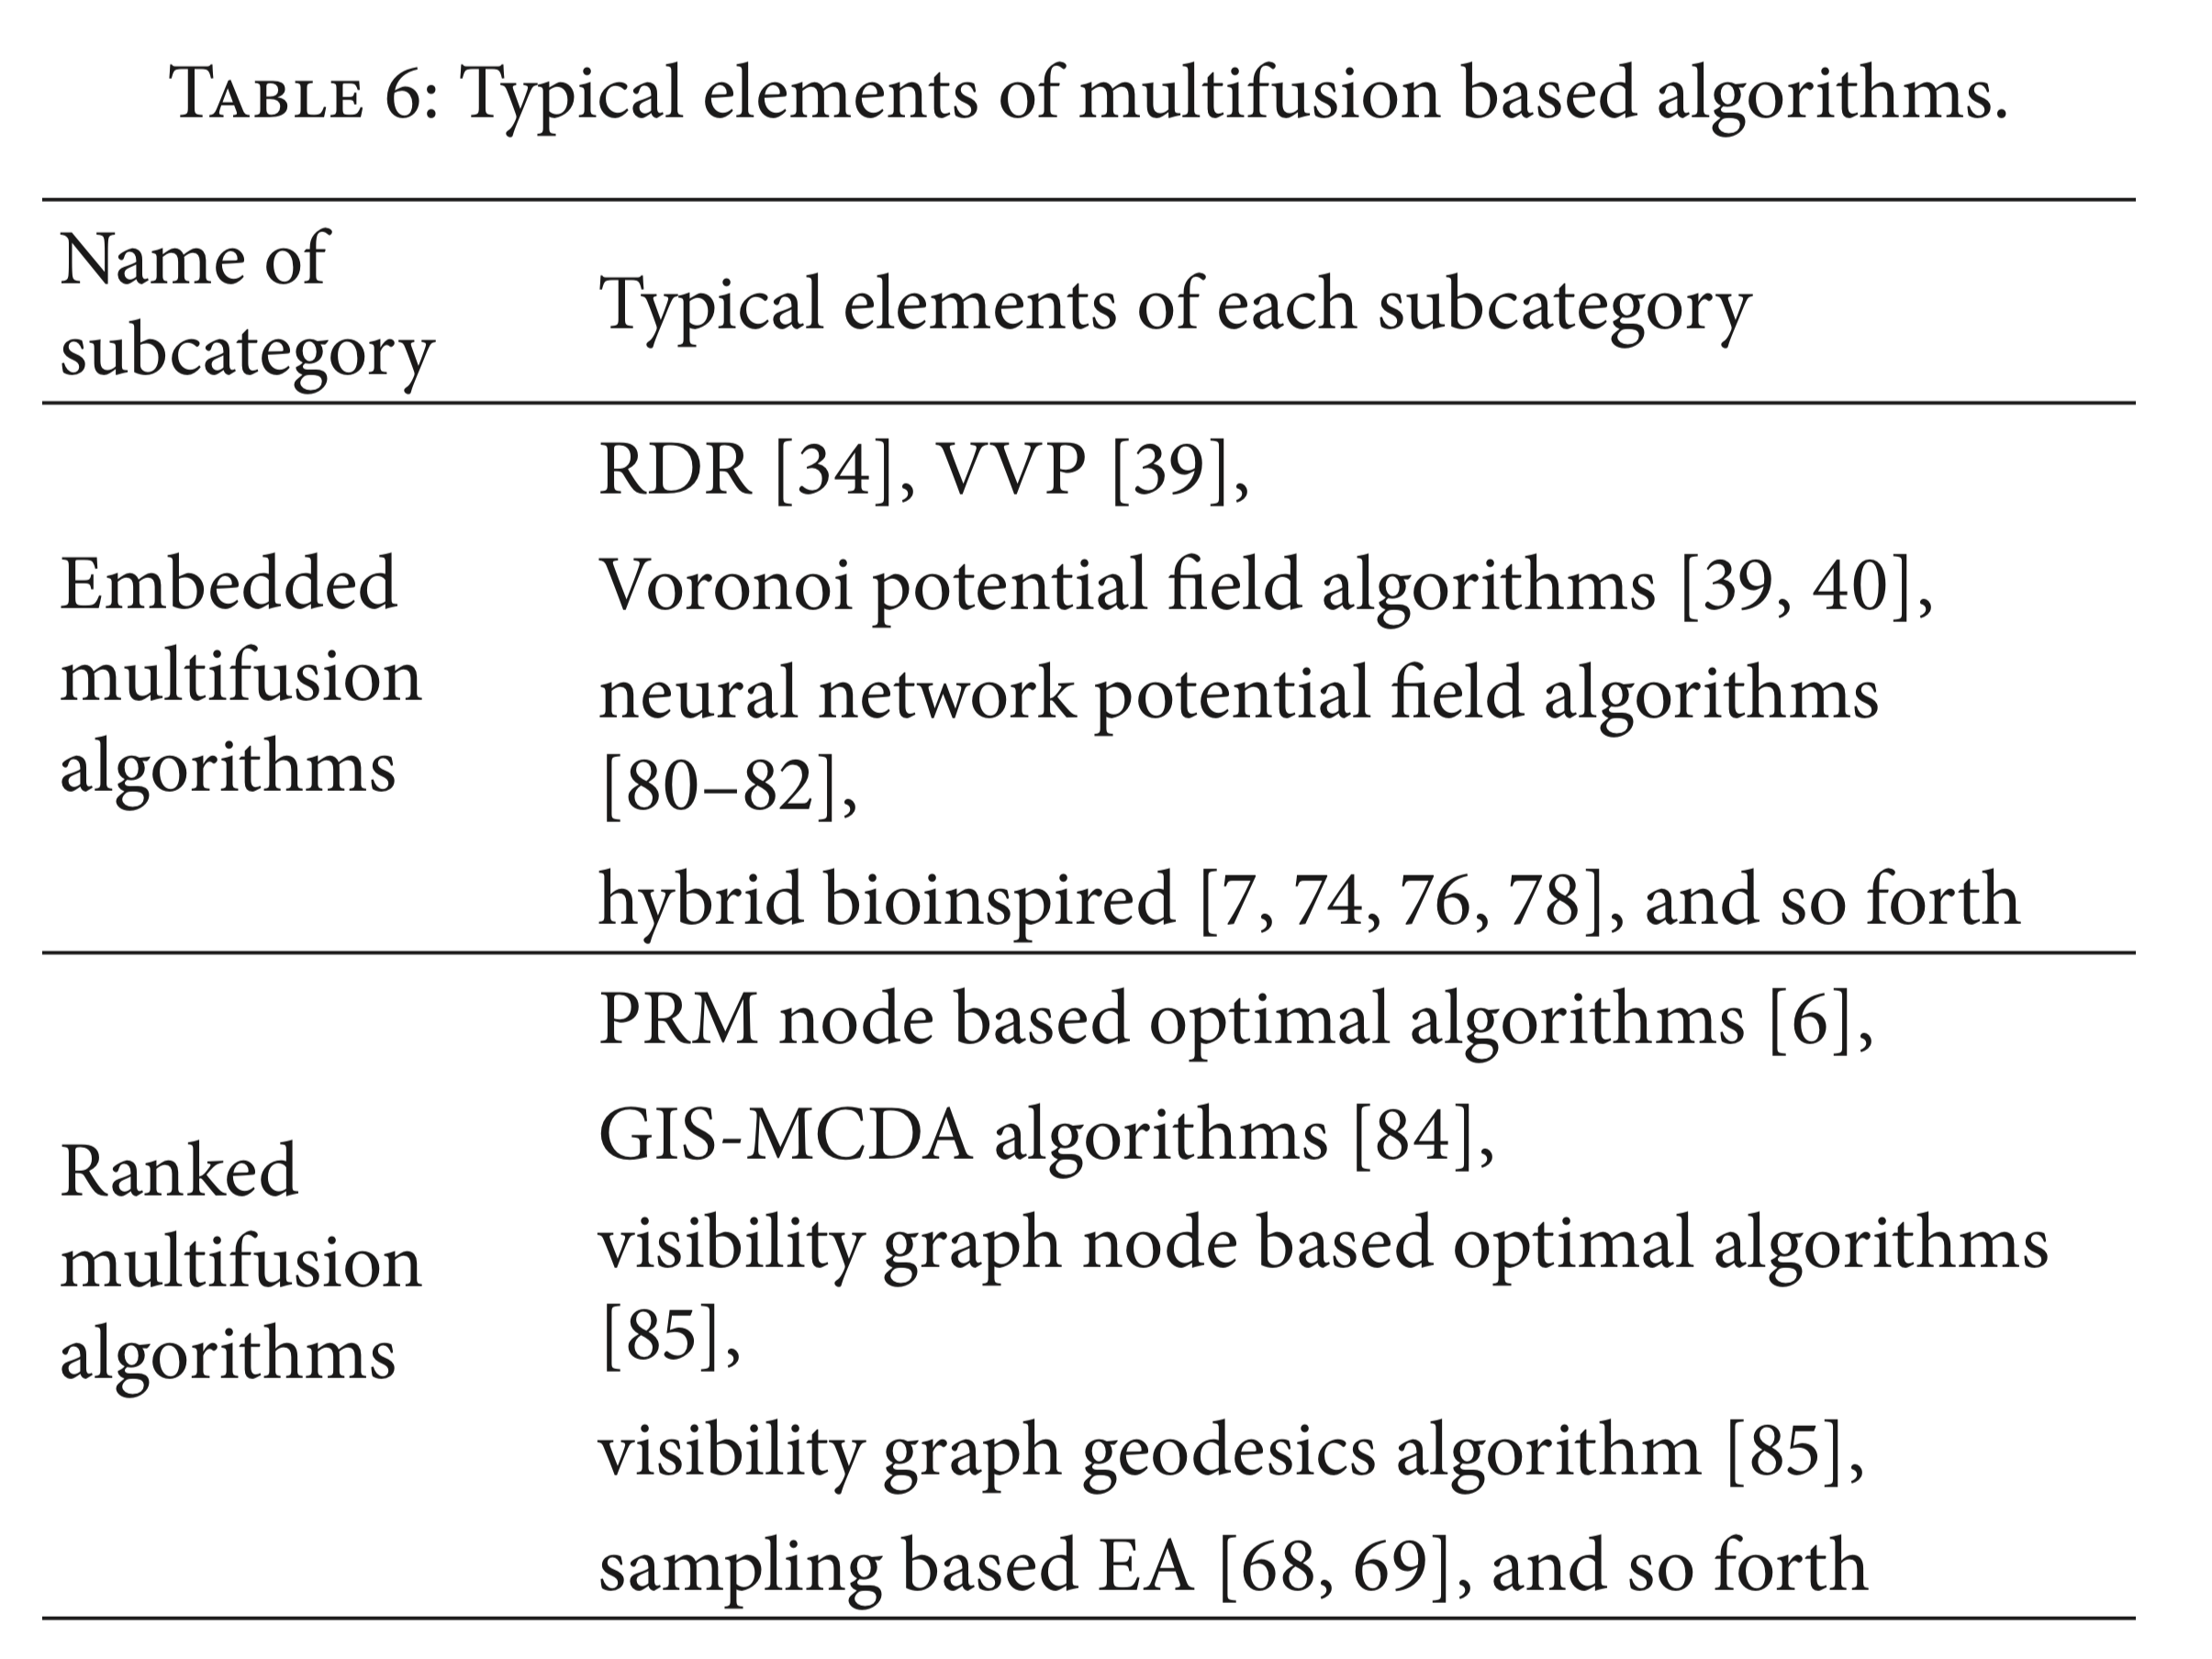 TABLE 6: Typical elements of multifusion based algorithms.
Name of
subcategory
Typical elements of each subcategory
Embedded
multifusion
algorithms
RDR [34], VVP [39],
Voronoi potential field algorithms [39, 40],
neural network potential field algorithms
[80–82],
hybrid bioinspired [7, 74, 76, 78], and so forth
Ranked
multifusion
algorithms
PRM node based optimal algorithms [6],
GIS-MCDA algorithms [84],
visibility graph node based optimal algorithms
[85],
visibility graph geodesics algorithm [85],
sampling based EA [68, 69], and so forth